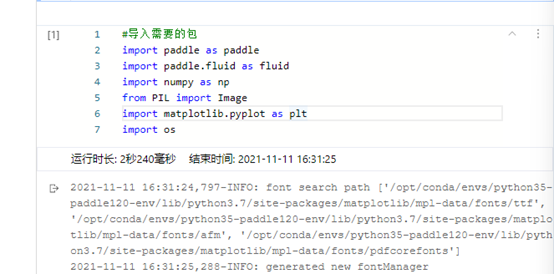 [1]
1 #导入需要的包
2 import paddle as paddle
3 import paddle.fluid as fluid
4 import numpy as np
5 from PIL import Image
6 import matplotlib.pyplot as plt
7 import os
运行时长: 2秒240毫秒 结束时间: 2021-11-11 16:31:25
2021-11-11 16:31:24,797-INFO: font search path ['/opt/conda/envs/python35-
paddle120-env/lib/python3.7/site-packages/matplotlib/mpl-data/fonts/ttf',
'/opt/conda/envs/python35-paddle120-env/lib/python3.7/site-packages/matplo
tlib/mpl-data/fonts/afm', '/opt/conda/envs/python35-paddle120-env/lib/pyth
on3.7/site-packages/matplotlib/mpl-data/fonts/pdfcorefonts']
2021-11-11 16:31:25,288-INFO: generated new fontManager